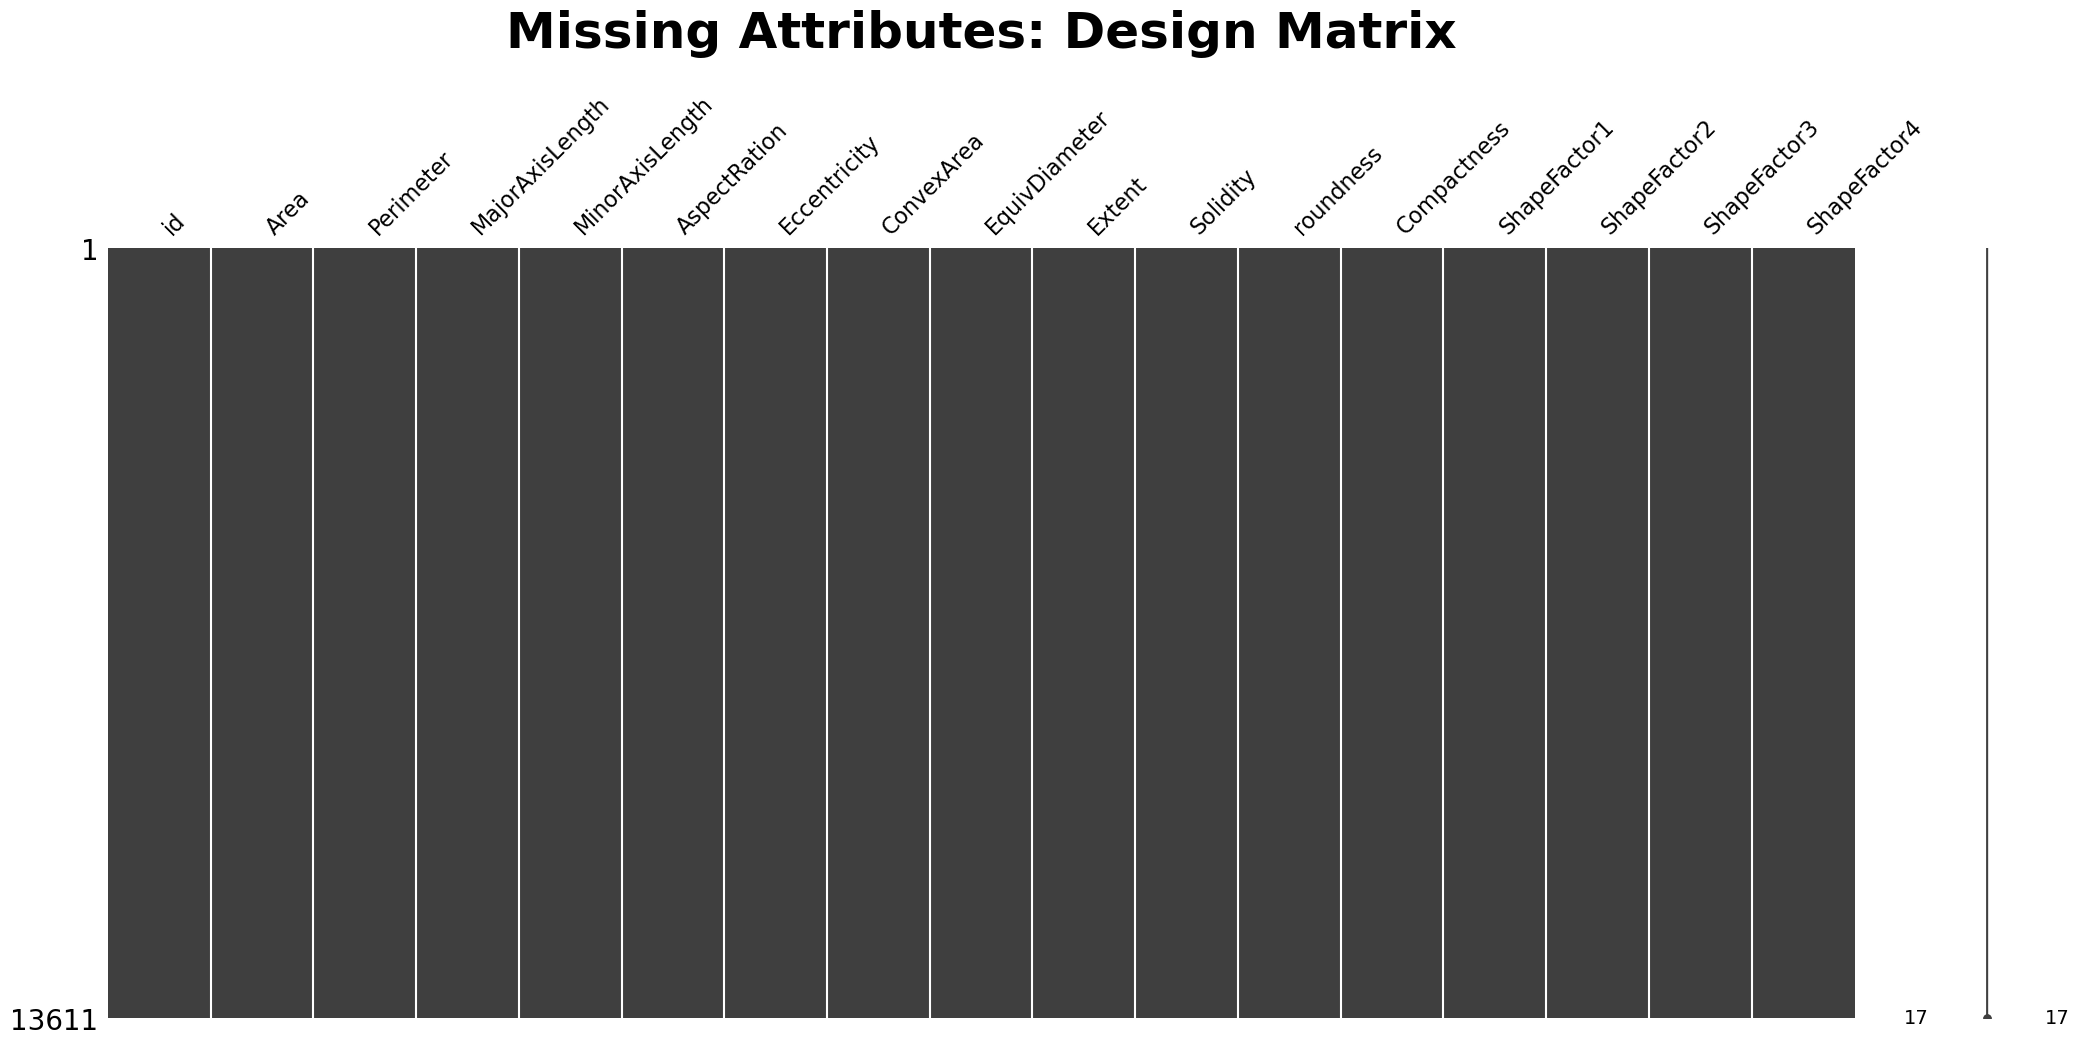 Missing Attributes: Design Matrix
id
Area
Perimeter
MajorAxisLength
MinorAxisLength
AspectRation
Eccentricity
ConvexArea
EquivDiameter
Extent
Solidity
roundness
Compactness
ShapeFactor1
ShapeFactor2
ShapeFactor3
ShapeFactor4
1
13611
17
17